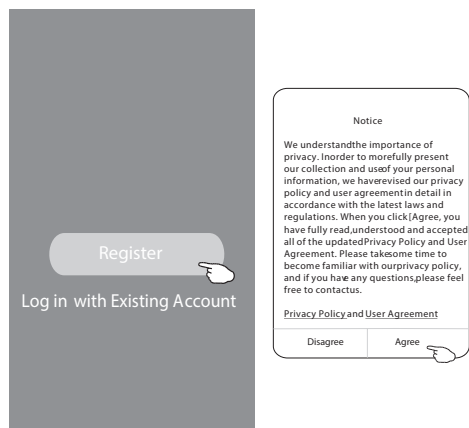 Register
Log in with Existing Account
Notice
We understandthe importance of
privacy. Inorder to morefully present
our collection and useof your personal
information, we haverevised our privacy
policy and user agreementin detail in
accordance with the latest laws and
regulations. When you click[Agree, you
have fully read,understood and accepted
all of the updatedPrivacy Policy and User
Agreement. Please takesome time to
become familiar with ourprivacy policy,
and if you have any questions,please feel
free to contactus.
Privacy Policy and User Agreement
Disagree
Agree